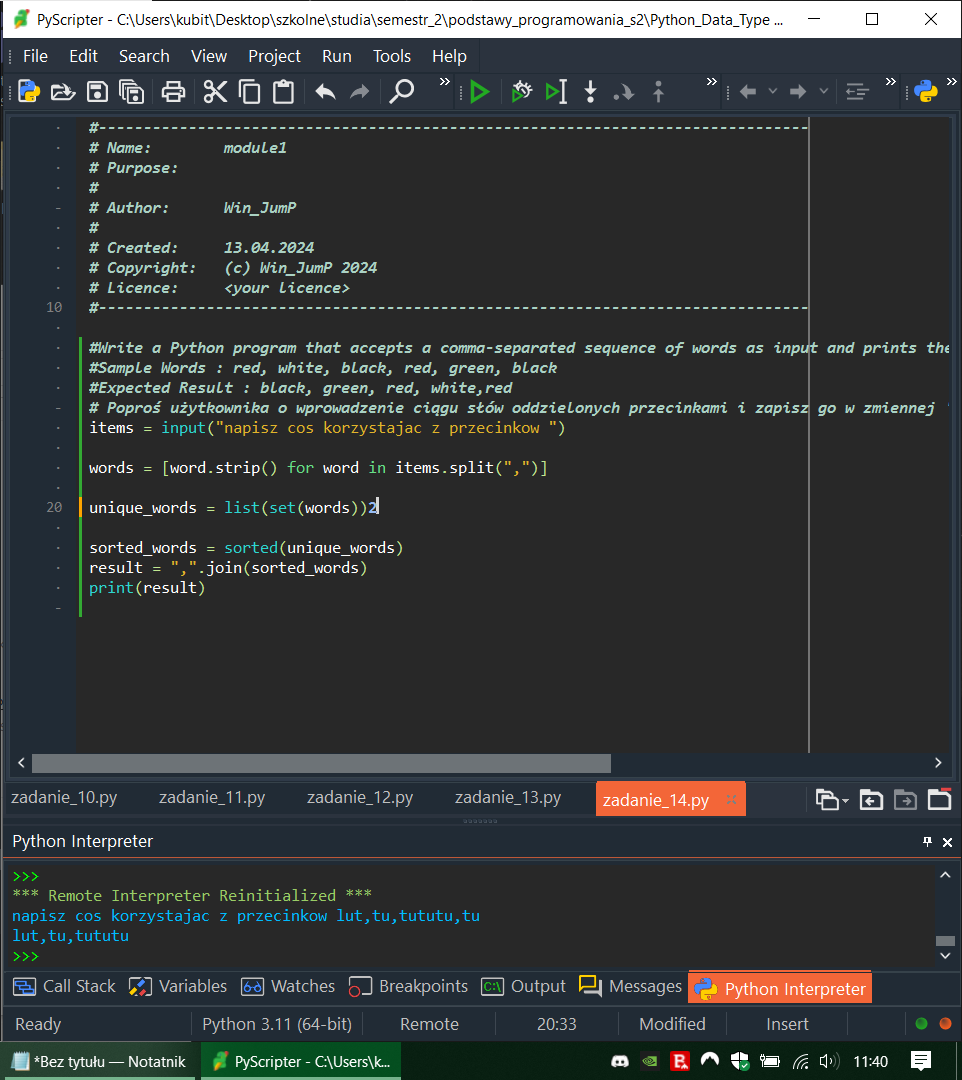 PyScripter - C:\Users\kubit\Desktop\szkolne\studia\semestr_2\podstawy_programowania_s2\Python_Data_Type ...
File Edit Search View Project Run Tools Help
#-------------------------------------------------------------------------------
# Name: module1
# Purpose:
#
# Author: Win_JumP
#
# Created: 13.04.2024
# Copyright: (c) Win_JumP 2024
# Licence: <your licence>
10 #-------------------------------------------------------------------------------
#Write a Python program that accepts a comma-separated sequence of words as input and prints the
#Sample Words : red, white, black, red, green, black
#Expected Result : black, green, red, white,red
# Poproś użytkownika o wprowadzenie ciągu słów oddzielonych przecinkami i zapisz go w zmiennej '
items = input("napisz cos korzystajac z przecinkow ")
words = [word.strip() for word in items.split(",")]
20 unique_words = list(set(words))2
sorted_words = sorted(unique_words)
result = ",".join(sorted_words)
print(result)
zadanie_10.py zadanie_11.py zadanie_12.py zadanie_13.py zadanie_14.py
Python Interpreter
>>>
*** Remote Interpreter Reinitialized ***
napisz cos korzystajac z przecinkow lut,tu,tututu,tu
lut,tu,tututu
>>>
Call Stack Variables Watches Breakpoints C:\ Output Messages Python Interpreter
Ready Python 3.11 (64-bit) Remote 20:33 Modified Insert
*Bez tytułu — Notatnik PyScripter - C:\Users\k... 11:40